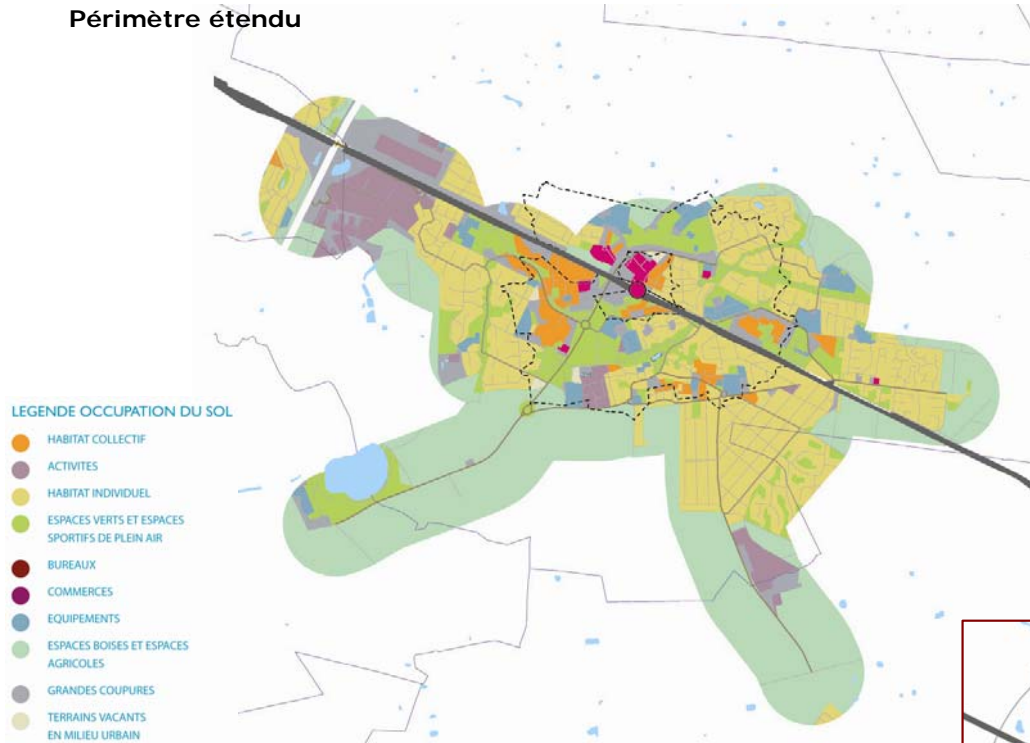 Périmètre étendu
LEGENDE OCCUPATION DU SOL
HABITAT COLLECTIF
ACTIVITES
HABITAT INDIVIDUEL
ESPACES VERTS ET ESPACES
SPORTIFS DE PLEIN AIR
BUREAUX
COMMERCES
EQUIPEMENTS
ESPACES BOISES ET ESPACES
AGRICOLES
GRANDES COUPURES
TERRAINS VACANTS
EN MILIEU URBAIN